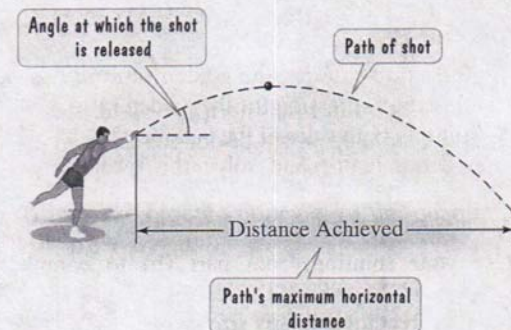 Angle at which the shot
is released
Path of shot
Distance Achieved
Path's maximum horizontal
distance